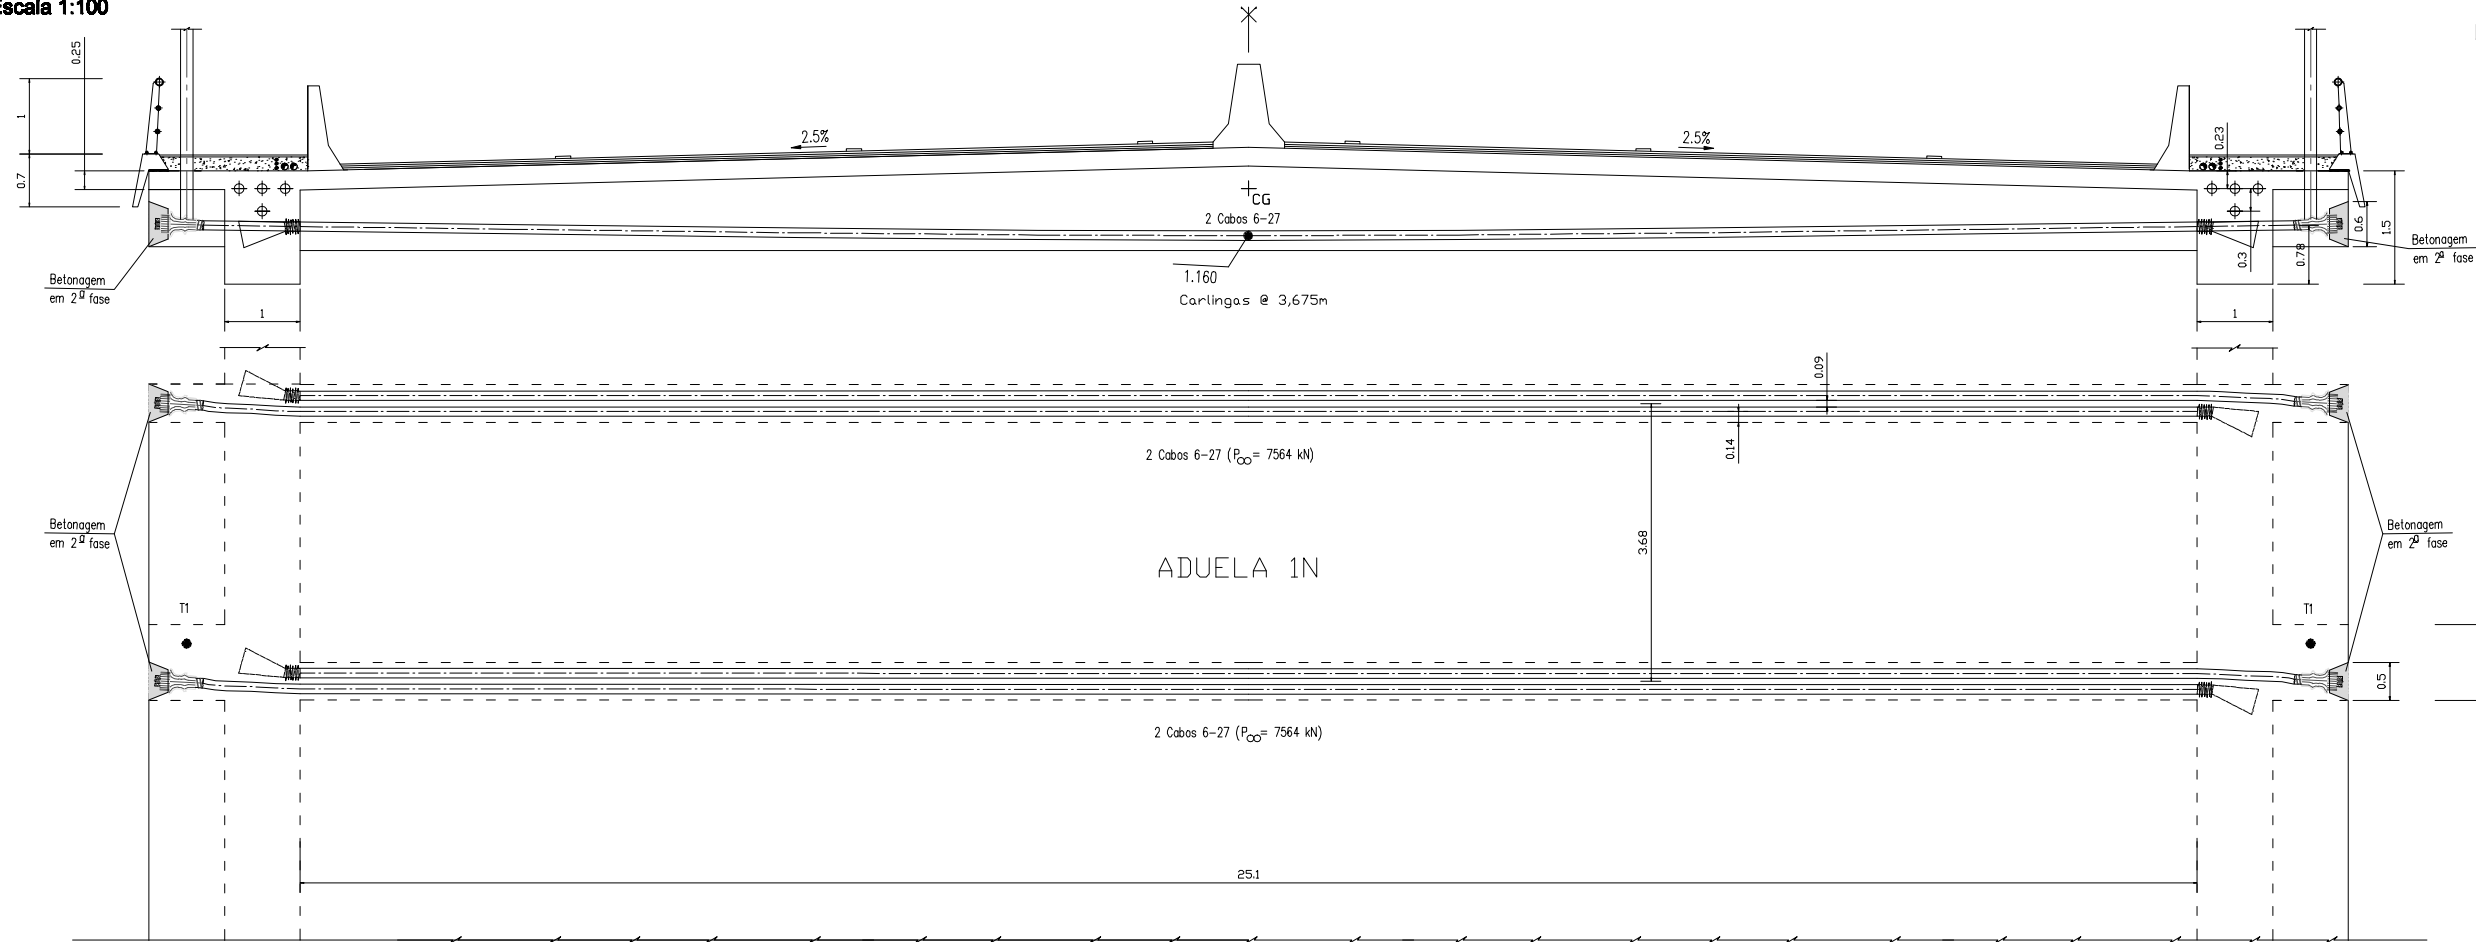 Escala 1:100
0.25
1
0.7
2.5%
2.5%
0.23
CG
2 Cabos 6-27
0.6
1.5
0.3
0.78
Betonagem
em 2ª fase
Betonagem
em 2ª fase
1.160
Carlingas @ 3,675m
1
1
0.09
0.14
2 Cabos 6-27 (P∞= 7564 kN)
3.68
Betonagem
em 2ª fase
Betonagem
em 2ª fase
ADUELA 1N
T1
T1
0.5
2 Cabos 6-27 (P∞= 7564 kN)
25.1